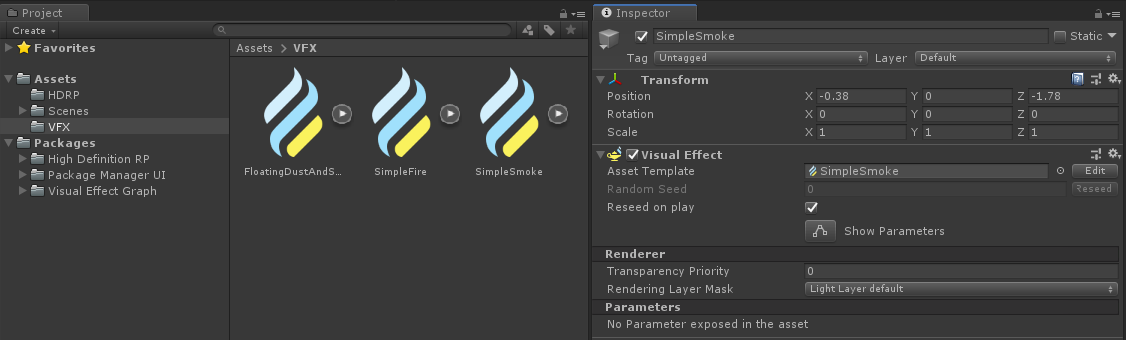 Project
Create
Favorites
Assets
HDRP
Scenes
VFX
Packages
High Definition RP
Package Manager UI
Visual Effect Graph
Assets > VFX
FloatingDustAndS...
SimpleFire
SimpleSmoke
Inspector
SimpleSmoke Static
Tag Untagged Layer Default
Transform
Position X -0.38 Y 0 Z -1.78
Rotation X 0 Y 0 Z 0
Scale X 1 Y 1 Z 1
Visual Effect
Asset Template SimpleSmoke Edit
Random Seed 0 Reseed
Reseed on play
Show Parameters
Renderer
Transparency Priority 0
Rendering Layer Mask Light Layer default
Parameters
No Parameter exposed in the asset